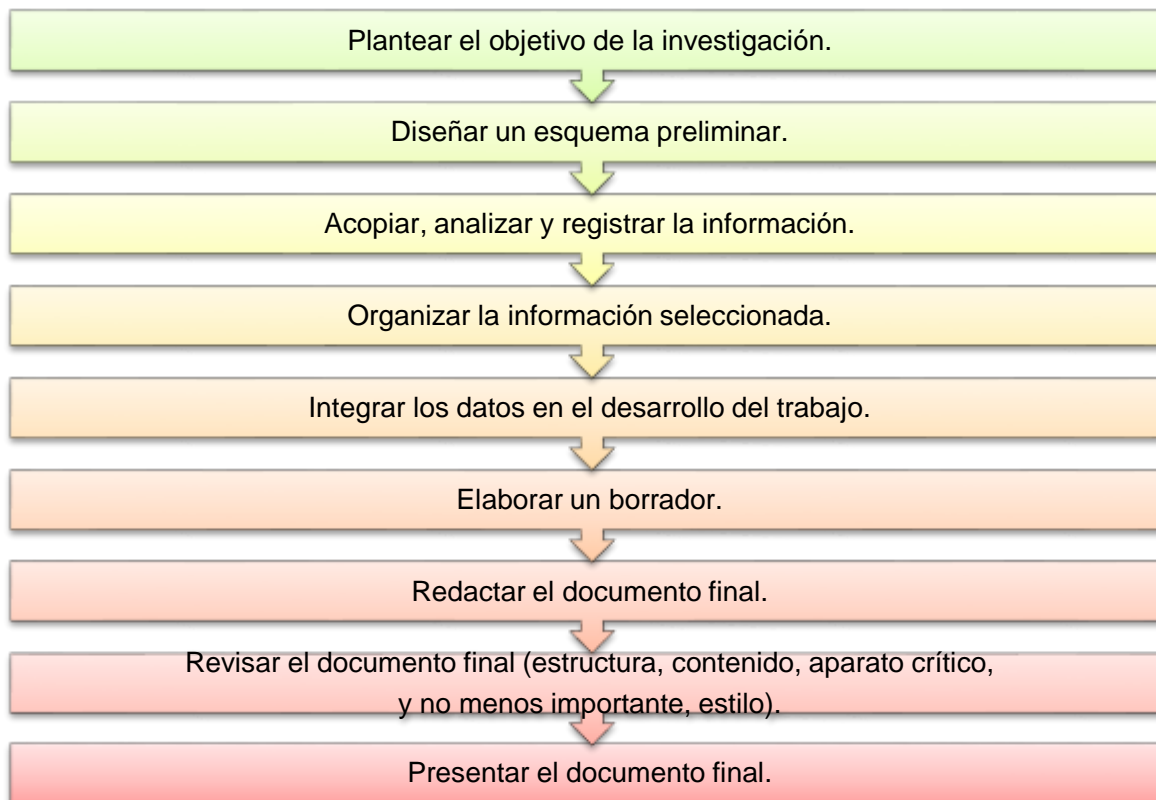 Plantear el objetivo de la investigación.
Diseñar un esquema preliminar.
Acopiar, analizar y registrar la información.
Organizar la información seleccionada.
Integrar los datos en el desarrollo del trabajo.
Elaborar un borrador.
Redactar el documento final.
Revisar el documento final (estructura, contenido, aparato crítico,
y no menos importante, estilo).
Presentar el documento final.